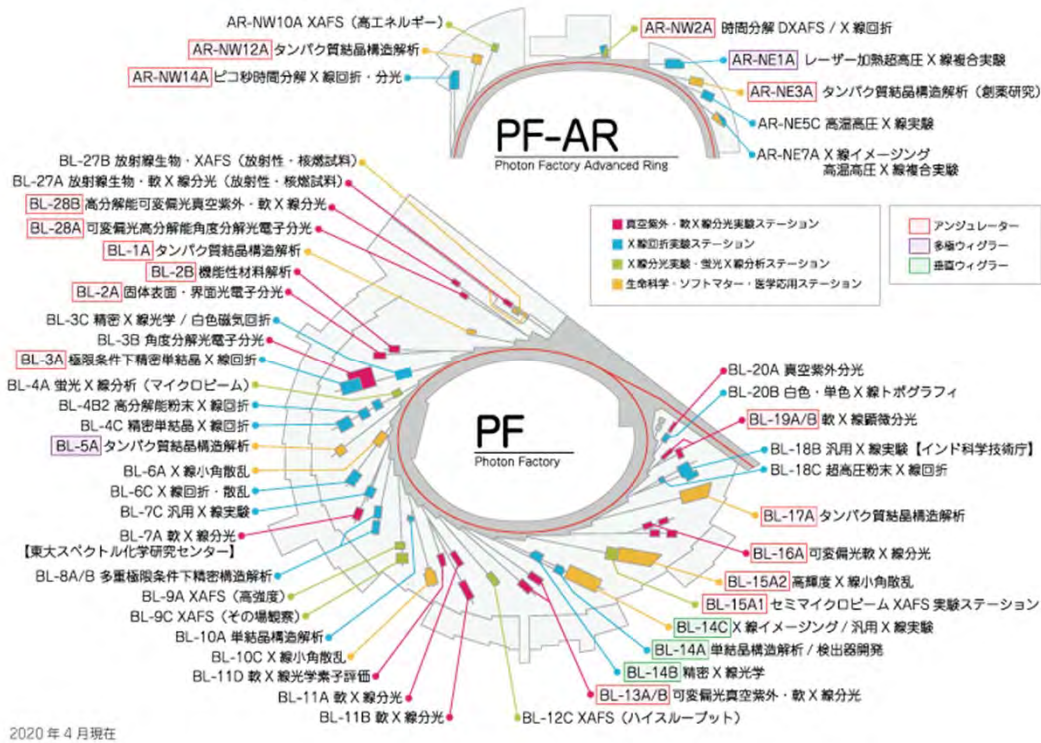 AR-NW10A XAFS（高エネルギー）
AR-NW12A タンパク質結晶構造解析
AR-NW14A ピコ秒時間分解 X 線回折・分光
AR-NW2A 時間分解 DXAFS / X 線回折
AR-NE1A レーザー加熱超高圧 X 線複合実験
AR-NE3A タンパク質結晶構造解析（創薬研究）
AR-NE5C 高温高圧 X 線実験
AR-NE7A X 線イメージング
高温高圧 X 線複合実験
PF-AR
Photon Factory Advanced Ring
BL-27B 放射線生物・XAFS（放射性・核燃試料）
BL-27A 放射線生物・軟 X 線分光（放射性・核燃試料）
BL-28B 高分解能可変偏光真空紫外・軟 X 線分光
BL-28A 可変偏光高分解能角度分解光電子分光
BL-1A タンパク質結晶構造解析
BL-2B 機能性材料解析
BL-2A 固体表面・界面光電子分光
BL-3C 精密 X 線光学 / 白色磁気回折
BL-3B 角度分解光電子分光
BL-3A 極限条件下精密単結晶 X 線回折
BL-4A 蛍光 X 線分析（マイクロビーム）
BL-4B2 高分解能粉末 X 線回折
BL-4C 精密単結晶 X 線回折
BL-5A タンパク質結晶構造解析
BL-6A X 線小角散乱
BL-6C X 線回折・散乱
BL-7C 汎用 X 線実験
BL-7A 軟 X 線分光
【東大スペクトル化学研究センター】
BL-8A/B 多重極限条件下精密構造解析
BL-9A XAFS（高強度）
BL-9C XAFS（その場観察）
BL-10A 単結晶構造解析
BL-10C X 線小角散乱
BL-11D 軟 X 線光学素子評価
BL-11A 軟 X 線分光
BL-11B 軟 X 線分光
真空紫外・軟 X 線分光実験ステーション
X 線回折実験ステーション
X 線分光実験・蛍光 X 線分析ステーション
生命科学・ソフトマター・医学応用ステーション
アンジュレーター
多極ウィグラー
垂直ウィグラー
PF
Photon Factory
BL-20A 真空紫外分光
BL-20B 白色・単色 X 線トポグラフィ
BL-19A/B 軟 X 線顕微分光
BL-18B 汎用 X 線実験【インド科学技術庁】
BL-18C 超高圧粉末 X 線回折
BL-17A タンパク質結晶構造解析
BL-16A 可変偏光軟 X 線分光
BL-15A2 高輝度 X 線小角散乱
BL-15A1 セミマイクロビーム XAFS 実験ステーション
BL-14C X 線イメージング / 汎用 X 線実験
BL-14A 単結晶構造解析 / 検出器開発
BL-14B 精密 X 線光学
BL-13A/B 可変偏光真空紫外・軟 X 線分光
BL-12C XAFS（ハイスループット）
2020 年 4 月現在